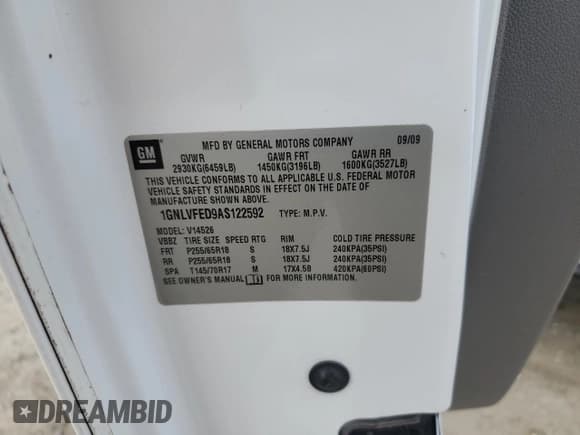 GM
MFD BY GENERAL MOTORS COMPANY 09/09
GVWR GAWR FRT GAWR RR
2930KG(6459LB) 1450KG(3196LB) 1600KG(3527LB)
THIS VEHICLE CONFORMS TO ALL APPLICABLE U.S. FEDERAL MOTOR
VEHICLE SAFETY STANDARDS IN EFFECT ON THE DATE OF
MANUFACTURE SHOWN ABOVE.
1GNLVFED9AS122592 TYPE: M.P.V.
MODEL: V14526
VBBZ TIRE SIZE SPEED RTG RIM COLD TIRE PRESSURE
FRT P255/65R18 S 18X7.5J 240KPA(35PSI)
RR P255/65R18 S 18X7.5J 240KPA(35PSI)
SPA T145/70R17 M 17X4.5B 420KPA(60PSI)
SEE OWNER'S MANUAL FOR MORE INFORMATION.
DREAMBID